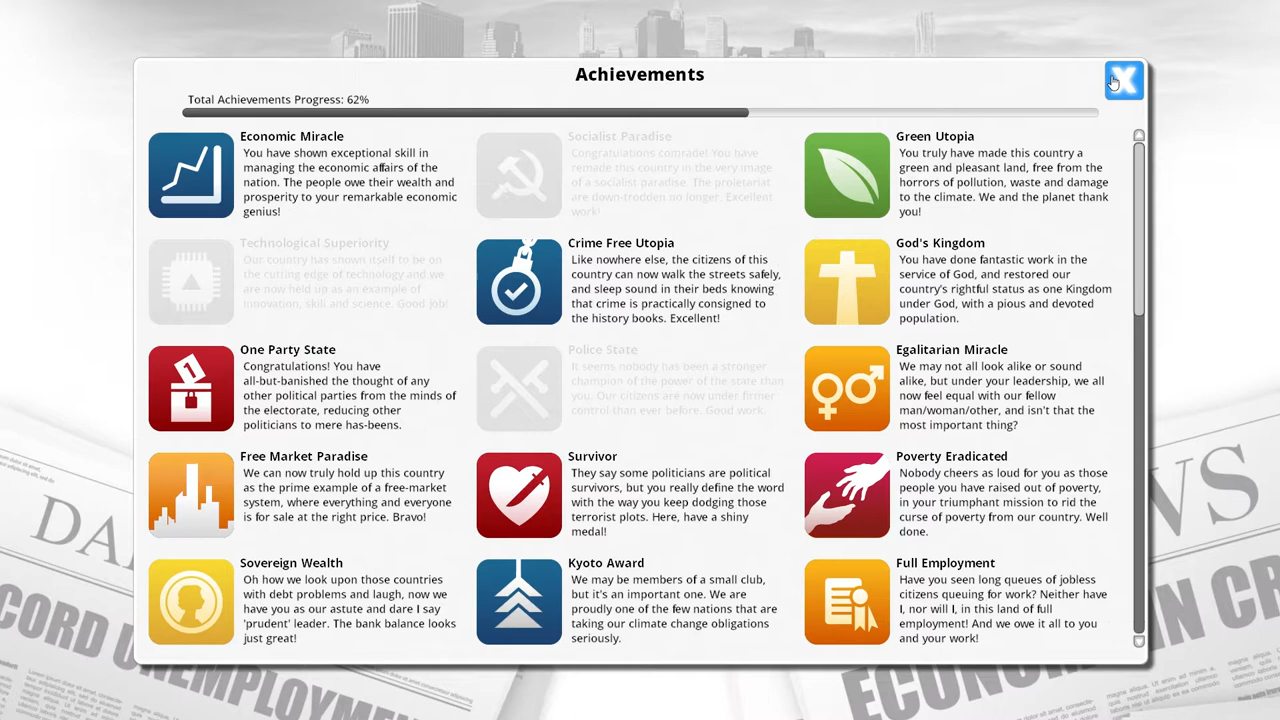 Achievements
Total Achievements Progress: 62%
Economic Miracle
You have shown exceptional skill in
managing the economic affairs of the
nation. The people owe their wealth and
prosperity to your remarkable economic
genius!
Socialist Paradise
Congratulations comrade! You have
remade this country in the very image
of a socialist paradise. The proletariat
are down-trodden no longer. Excellent
work!
Green Utopia
You truly have made this country a
green and pleasant land, free from the
horrors of pollution, waste and damage
to the climate. We and the planet thank
you!
Technological Superiority
Our country has shown itself to be on
the cutting edge of technology and we
are now held up as an example of
innovation, skill and science. Good job!
Crime Free Utopia
Like nowhere else, the citizens of this
country can now walk the streets safely,
and sleep sound in their beds knowing
that crime is practically consigned to
the history books. Excellent!
God's Kingdom
You have done fantastic work in the
service of God, and restored our
country's rightful status as one Kingdom
under God, with a pious and devoted
population.
One Party State
Congratulations! You have
all-but-banished the thought of any
other political parties from the minds of
the electorate, reducing other
politicians to mere has-beens.
Police State
It seems nobody has been a stronger
champion of the power of the state than
you. Our citizens are now under firmer
control than ever before. Good work.
Egalitarian Miracle
We may not all look alike or sound
alike, but under your leadership, we all
now feel equal with our fellow
man/woman/other, and isn't that the
most important thing?
Free Market Paradise
We can now truly hold up this country
as the prime example of a free-market
system, where everything and everyone
is for sale at the right price. Bravo!
Survivor
They say some politicians are political
survivors, but you really define the word
with the way you keep dodging those
terrorist plots. Here, have a shiny
medal!
Poverty Eradicated
Nobody cheers as loud for you as those
people you have raised out of poverty,
in your triumphant mission to rid the
curse of poverty from our country. Well
done.
Sovereign Wealth
Oh how we look upon those countries
with debt problems and laugh, now we
have you as our astute and dare I say
'prudent' leader. The bank balance looks
just great!
Kyoto Award
We may be members of a small club,
but it's an important one. We are
proudly one of the few nations that are
taking our climate change obligations
seriously.
Full Employment
Have you seen long queues of jobless
citizens queuing for work? Neither have
I, nor will I, in this land of full
employment! And we owe it all to you
and your work!